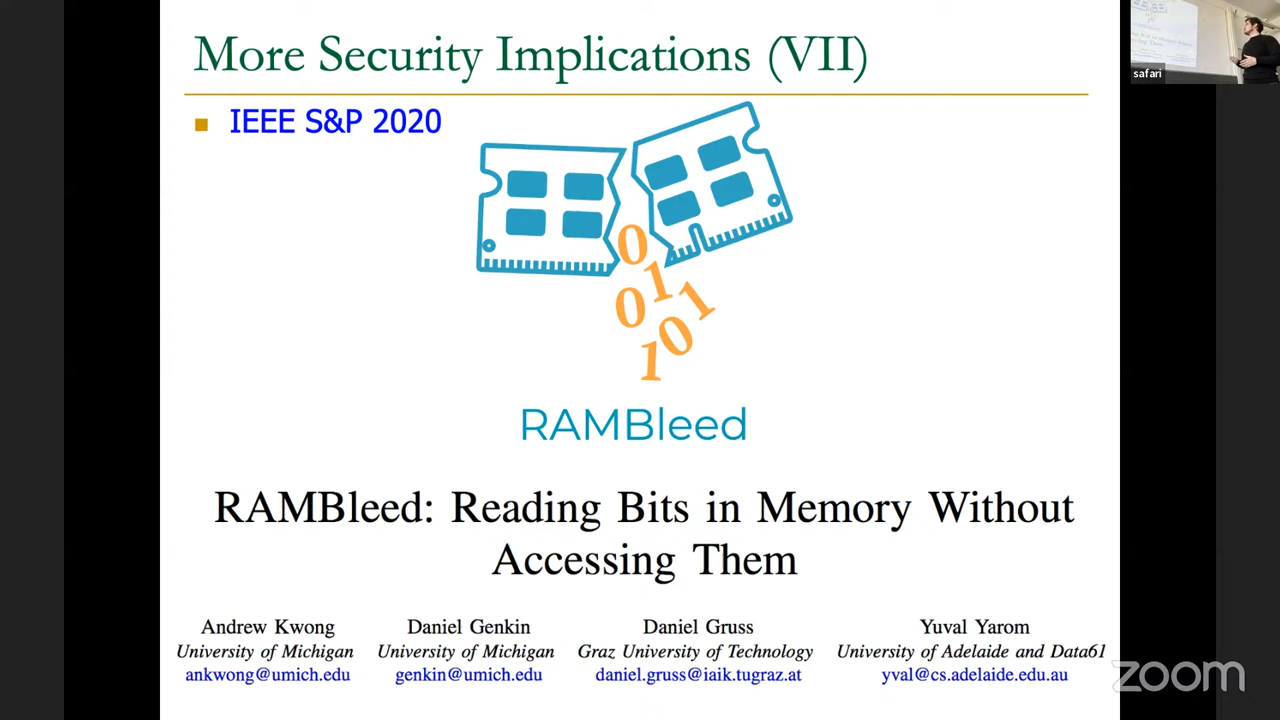 More Security Implications (VII)
IEEE S&P 2020
0
1
0
1
0
1
RAMBleed
RAMBleed: Reading Bits in Memory Without
Accessing Them
Andrew Kwong
University of Michigan
ankwong@umich.edu
Daniel Genkin
University of Michigan
genkin@umich.edu
Daniel Gruss
Graz University of Technology
daniel.gruss@iaik.tugraz.at
Yuval Yarom
University of Adelaide and Data61
yval@cs.adelaide.edu.au
safari
zoom